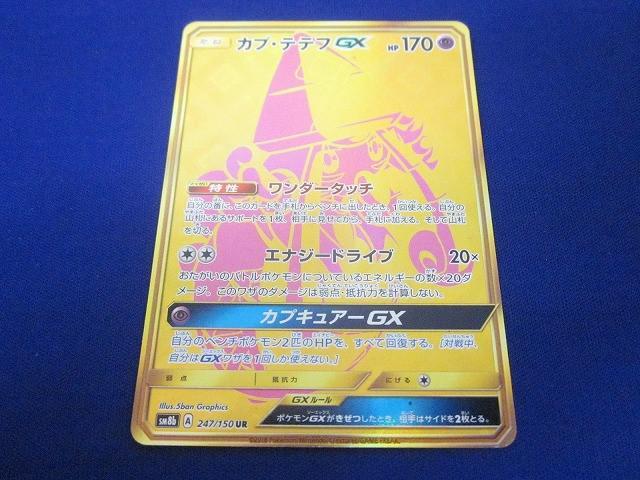 カプ・テテフGX HP 170
特性 ワンダータッチ
自分の番に、このカードを手札からベンチに出したとき、1回使える。自分の
山札にあるサポートを1枚、相手に見せてから、手札に加える。そして山札
を切る。
エナジードライブ 20×
おたがいのバトルポケモンについているエネルギーの数×20ダ
メージ。このワザのダメージは弱点・抵抗力を計算しない。
カプキュアーGX
自分のベンチポケモン2匹のHPを、すべて回復する。[対戦中、
自分はGXワザを1回しか使えない。]
弱点 抵抗力 にげる
Illus.5ban Graphics
GXルール
SM8b A 247/150 UR
ポケモンGXがきぜつしたとき、相手はサイドを2枚とる。
©2018 Pokémon/Nintendo/Creatures/GAME FREAK.